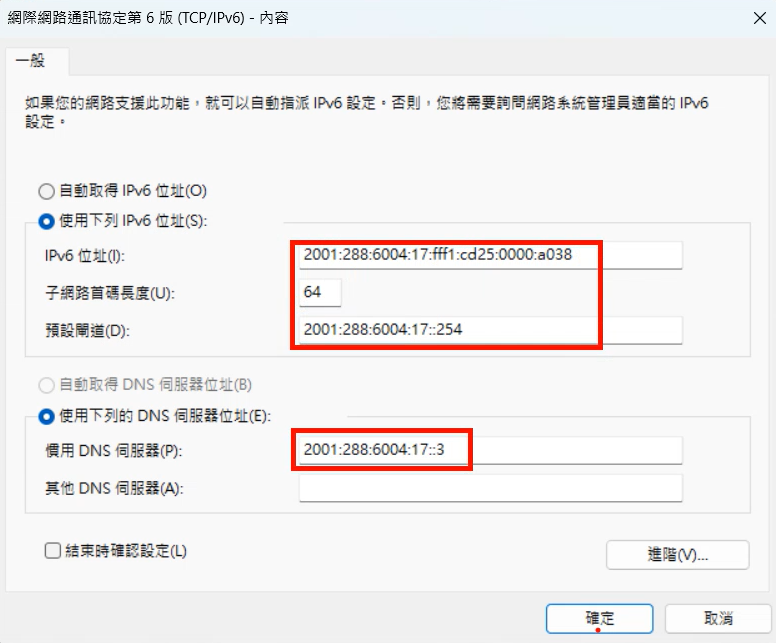 網際網路通訊協定第 6 版 (TCP/IPv6) - 內容
一般
如果您的網路支援此功能，就可以自動指派 IPv6 設定。否則，您將需要詢問網路系統管理員適當的 IPv6
設定。
自動取得 IPv6 位址(O)
使用下列 IPv6 位址(S):
IPv6 位址(I): 2001:288:6004:17:fff1:cd25:0000:a038
子網路首碼長度(U): 64
預設閘道(D): 2001:288:6004:17::254
自動取得 DNS 伺服器位址(B)
使用下列的 DNS 伺服器位址(E):
慣用 DNS 伺服器(P): 2001:288:6004:17::3
其他 DNS 伺服器(A):
結束時確認設定(L)
進階(V)...
確定 取消